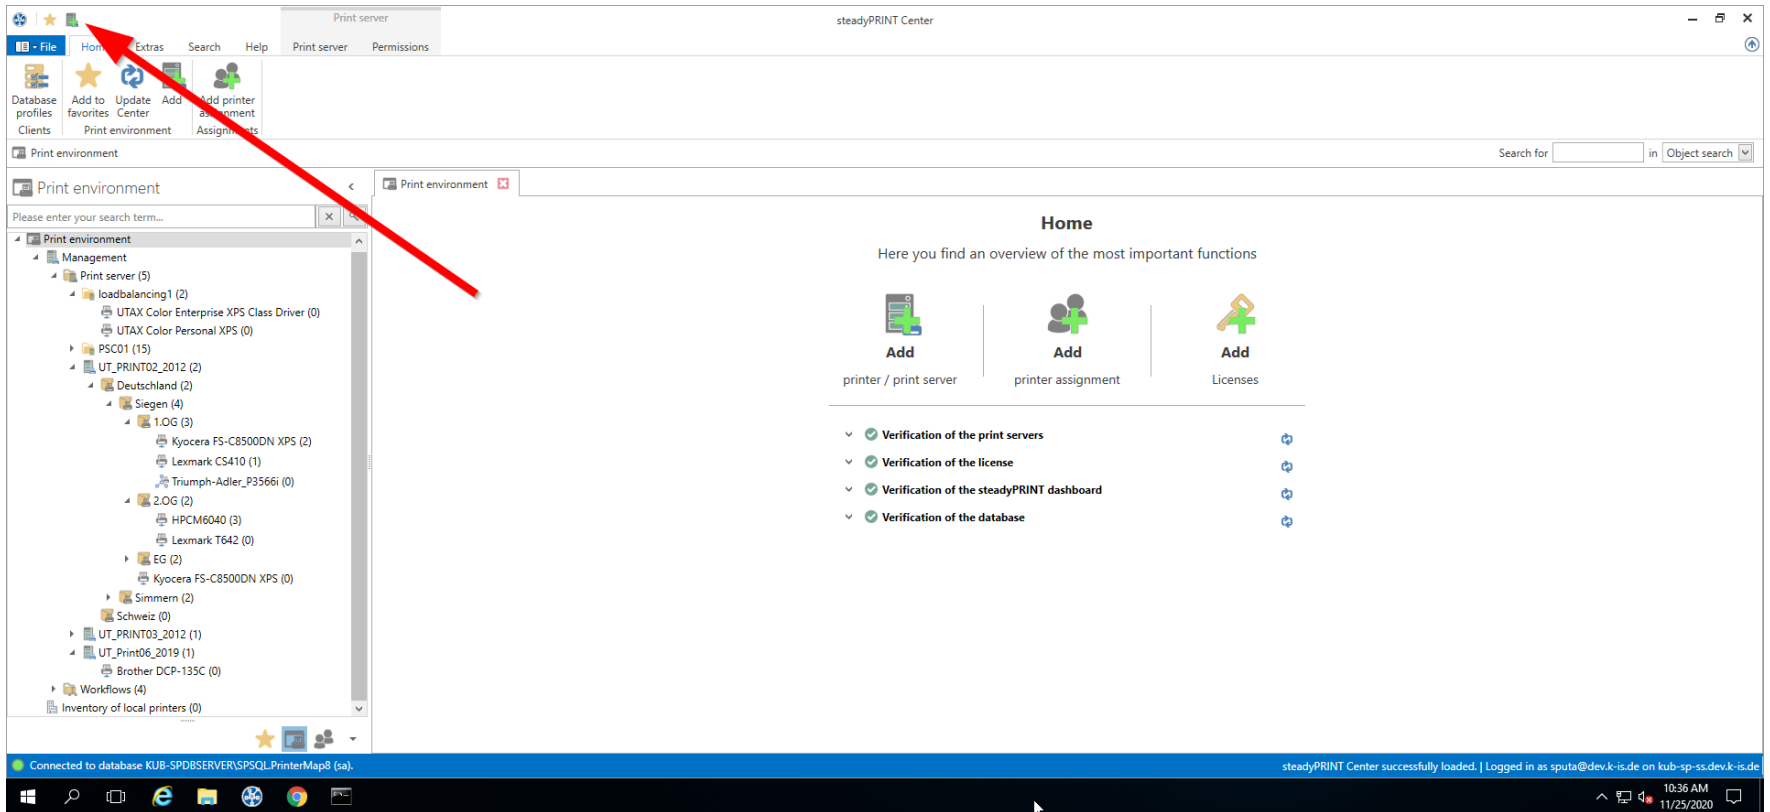 Print server
steadyPRINT Center
File Home Extras Search Help Print server Permissions
Database profiles
Add to favorites
Update Center
Add
Add printer assignment
Clients Print environment Assignments
Print environment
Search for in Object search
Print environment
Please enter your search term...
Print environment
Management
Print server (5)
loadbalancing1 (2)
UTAX Color Enterprise XPS Class Driver (0)
UTAX Color Personal XPS (0)
PSC01 (15)
UT_PRINT02_2012 (2)
Deutschland (2)
Siegen (4)
1.OG (3)
Kyocera FS-C8500DN XPS (2)
Lexmark CS410 (1)
Triumph-Adler_P3566i (0)
2.OG (2)
HPCM6040 (3)
Lexmark T642 (0)
EG (2)
Kyocera FS-C8500DN XPS (0)
Simmern (2)
Schweiz (0)
UT_PRINT03_2012 (1)
UT_Print06_2019 (1)
Brother DCP-135C (0)
Workflows (4)
Inventory of local printers (0)
Print environment
Home
Here you find an overview of the most important functions
Add
printer / print server
Add
printer assignment
Add
Licenses
Verification of the print servers
Verification of the license
Verification of the steadyPRINT dashboard
Verification of the database
Connected to database KUB-SPDBSERVER\SPSQL.PrinterMap8 (sa).
steadyPRINT Center successfully loaded. | Logged in as sputa@dev.k-is.de on kub-sp-ss.dev.k-is.de
10:36 AM
11/25/2020